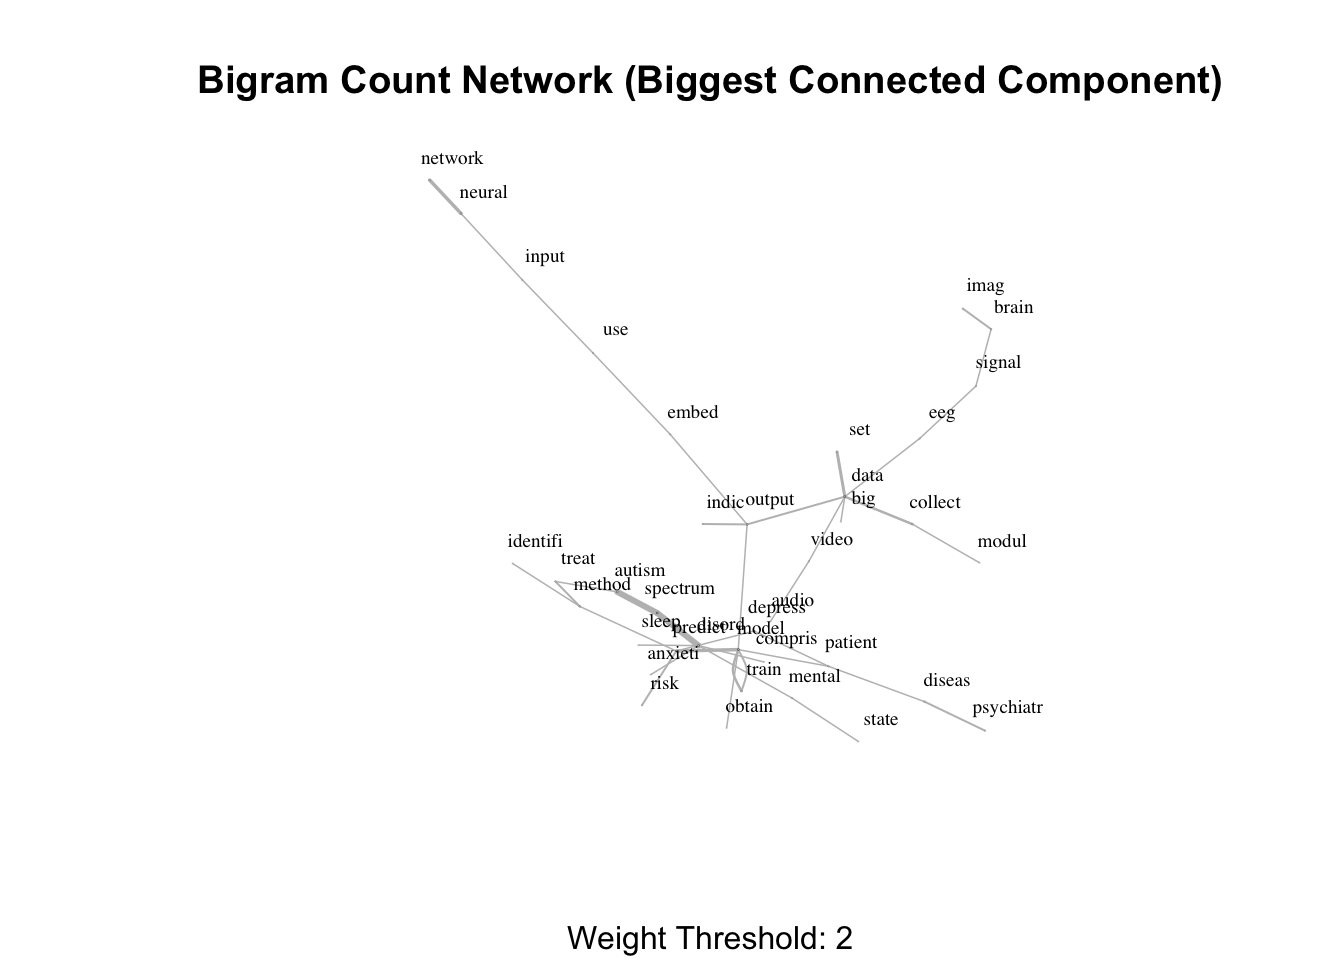 Bigram Count Network (Biggest Connected Component)
network
neural
input
imag
brain
use
signal
embed
eeg
set
data
indic
output
big
collect
identifi
video
modul
treat
autism
method
spectrum
audio
depress
sleep
predict
disord
model
compris
patient
anxieti
train
mental
risk
diseas
obtain
psychiatr
state
Weight Threshold: 2